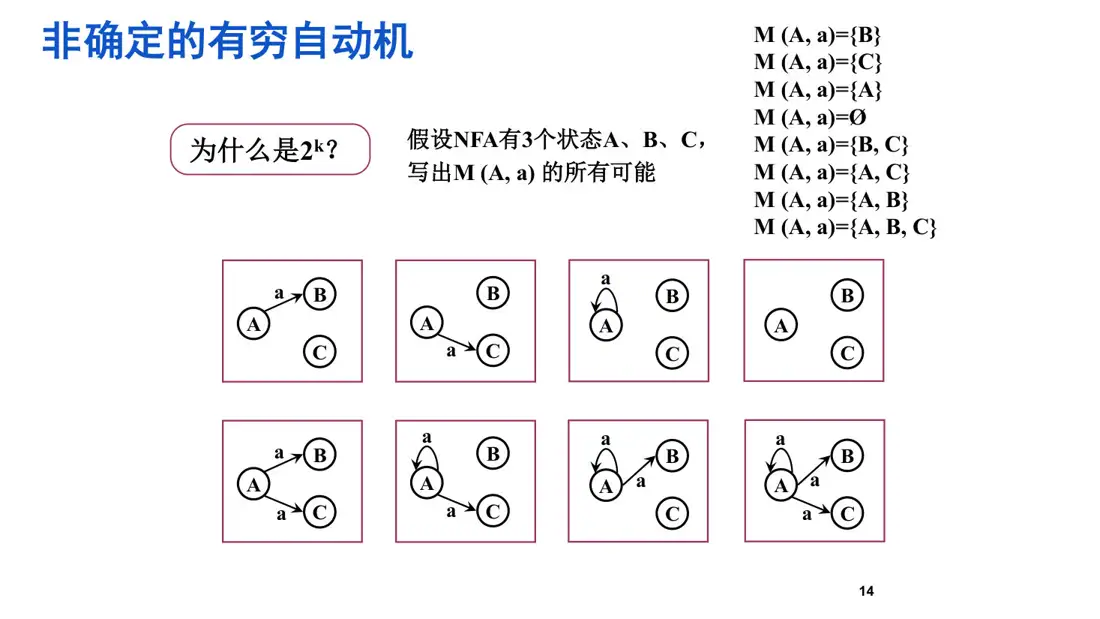 非确定的有穷自动机
为什么是2ᵏ？
假设NFA有3个状态A、B、C，
写出M (A, a) 的所有可能
M (A, a)={B}
M (A, a)={C}
M (A, a)={A}
M (A, a)=Ø
M (A, a)={B, C}
M (A, a)={A, C}
M (A, a)={A, B}
M (A, a)={A, B, C}
a
B
A
C
B
A
a
C
a
B
A
C
B
A
C
a
B
A
a
C
a
B
A
a
C
a
B
A
a
C
a
B
A
a
a
C
14